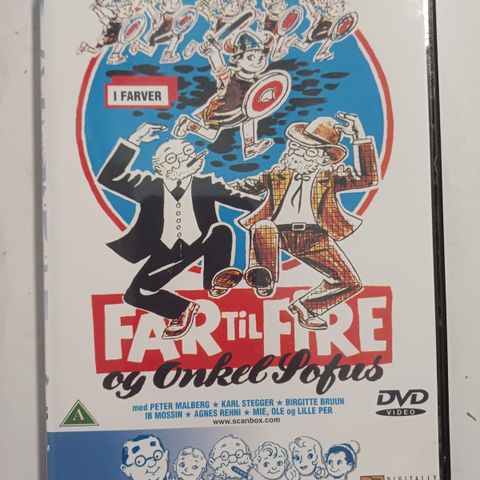 I FARVER
FAR TIL FIRE
og Onkel Sofus
med PETER MALBERG ★ KARL STEGGER ★ BIRGITTE BRUUN
IB MOSSIN ★ AGNES REHNI ★ MIE, OLE og LILLE PER
www.scanbox.com
A
DVD
VIDEO
DIGITALT